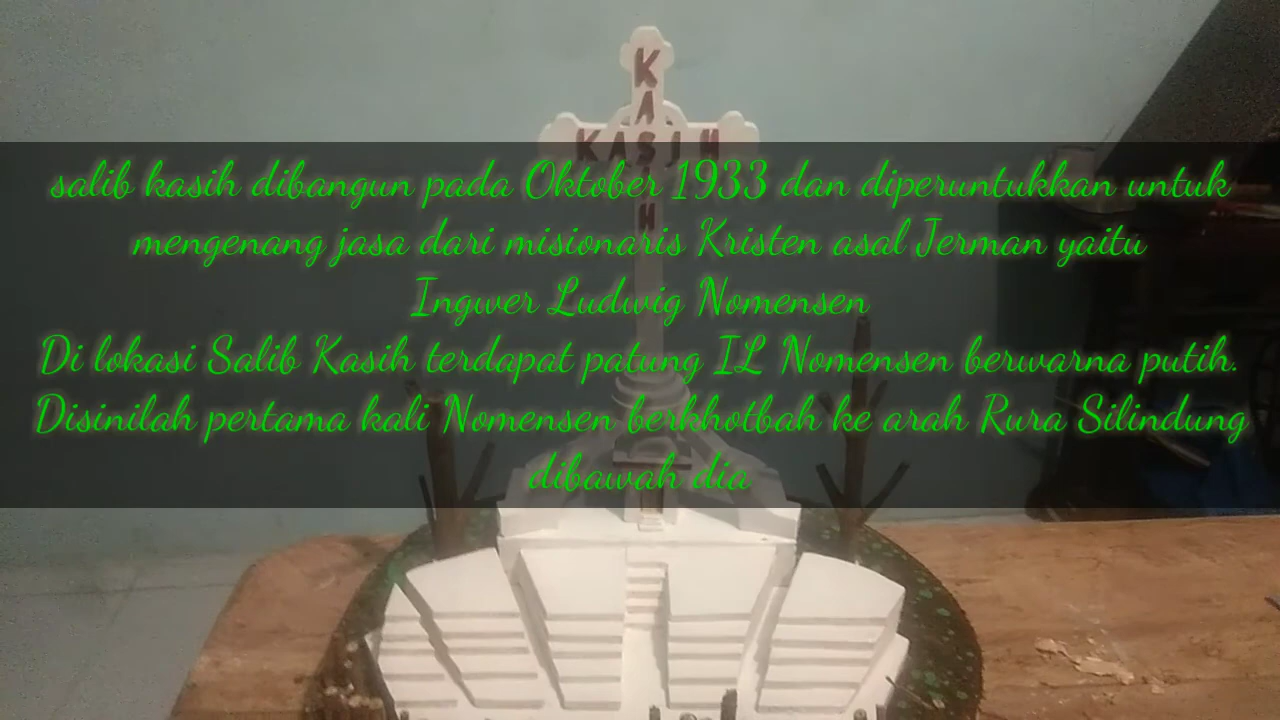 K
A
KASIH
I
H
salib kasih dibangun pada Oktober 1933 dan diperuntukkan untuk
mengenang jasa dari misionaris Kristen asal Jerman yaitu
Ingwer Ludwig Nomensen
Di lokasi Salib Kasih terdapat patung IL Nomensen berwarna putih.
Disinilah pertama kali Nomensen berkhotbah ke arah Rura Silindung
dibawah dia